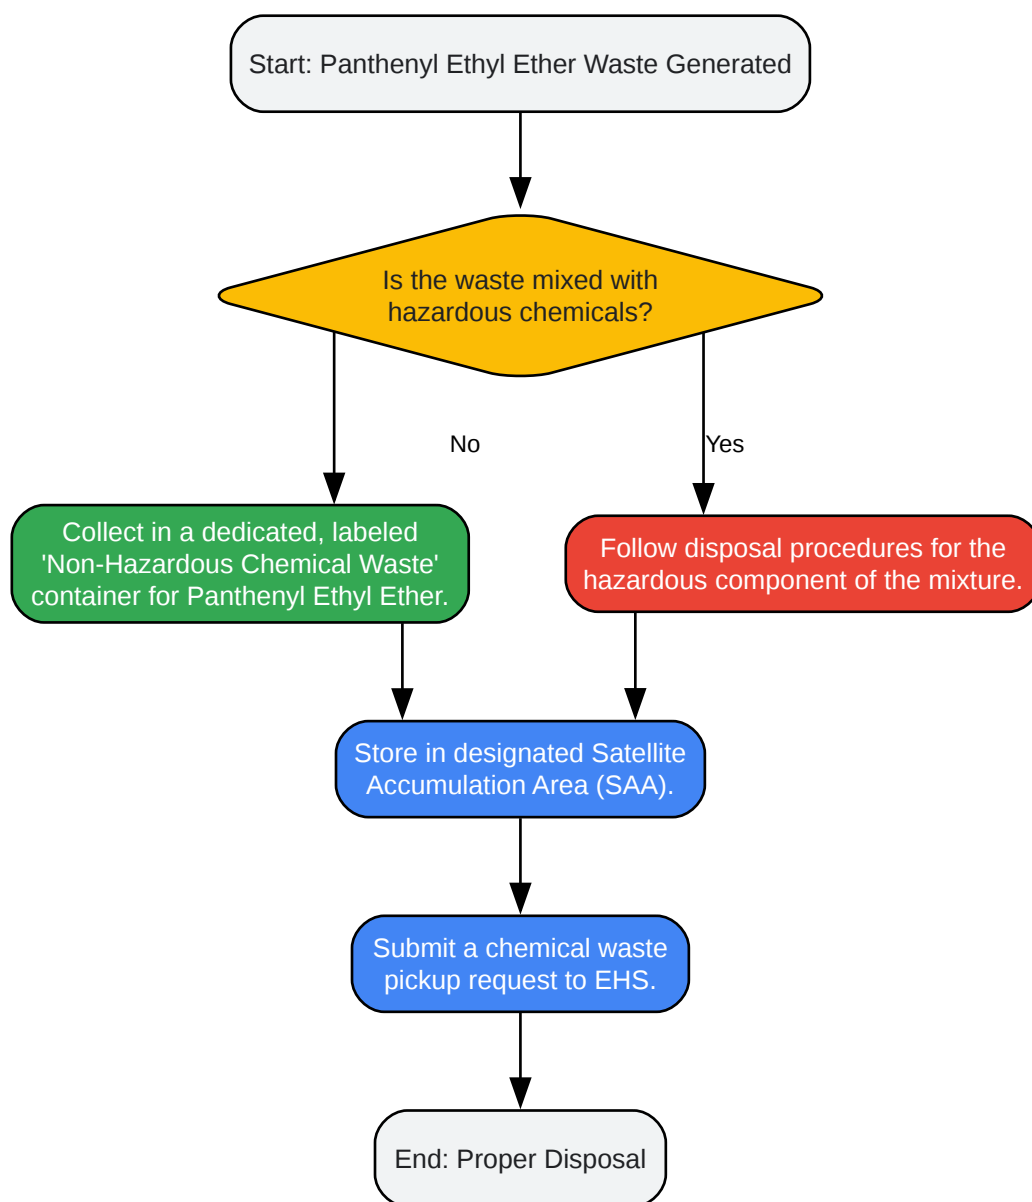 Start: Panthenyl Ethyl Ether Waste Generated
Is the waste mixed with
hazardous chemicals?
No
Yes
Collect in a dedicated, labeled
'Non-Hazardous Chemical Waste'
container for Panthenyl Ethyl Ether.
Follow disposal procedures for the
hazardous component of the mixture.
Store in designated Satellite
Accumulation Area (SAA).
Submit a chemical waste
pickup request to EHS.
End: Proper Disposal